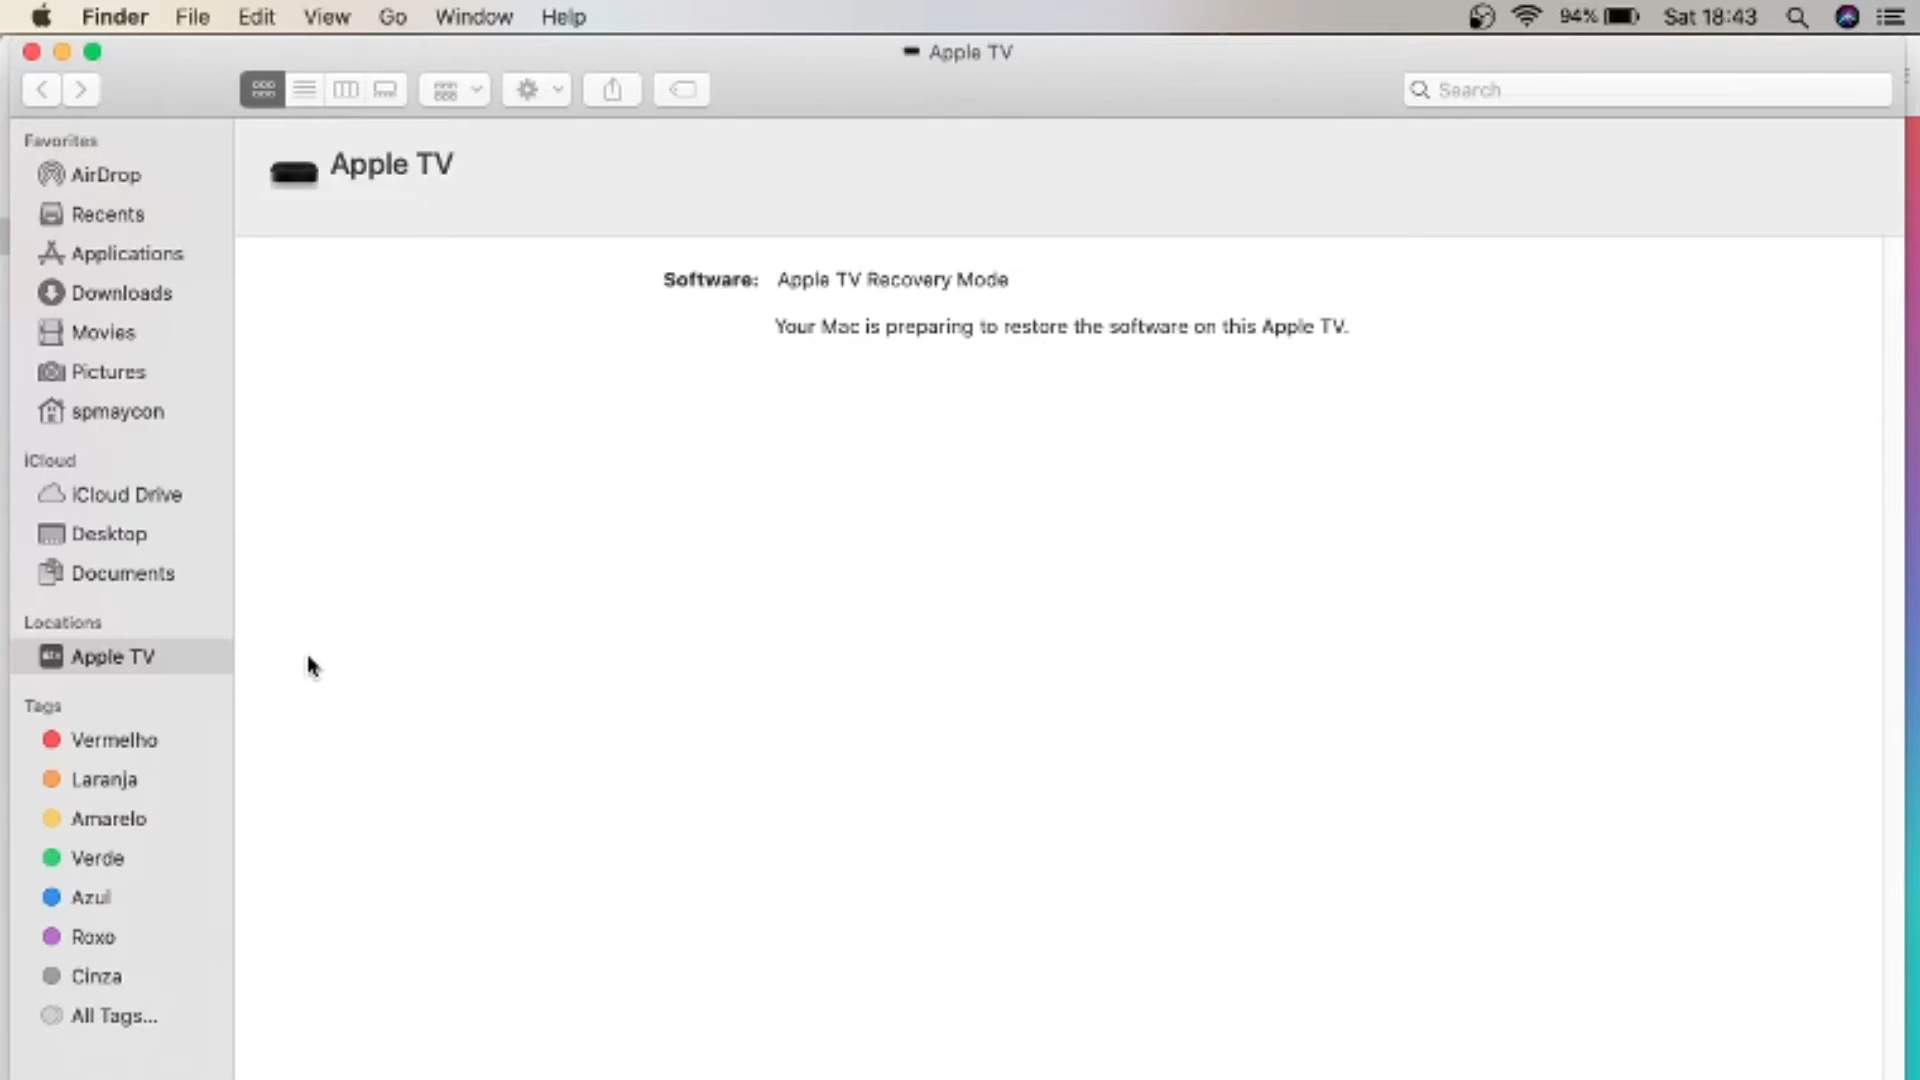 Finder File Edit View Go Window Help 94% Sat 18:43
Apple TV
Search
Favorites
AirDrop
Recents
Applications
Downloads
Movies
Pictures
spmaycon
iCloud
iCloud Drive
Desktop
Documents
Locations
Apple TV
Tags
Vermelho
Laranja
Amarelo
Verde
Azul
Roxo
Cinza
All Tags...
Apple TV
Software: Apple TV Recovery Mode
Your Mac is preparing to restore the software on this Apple TV.